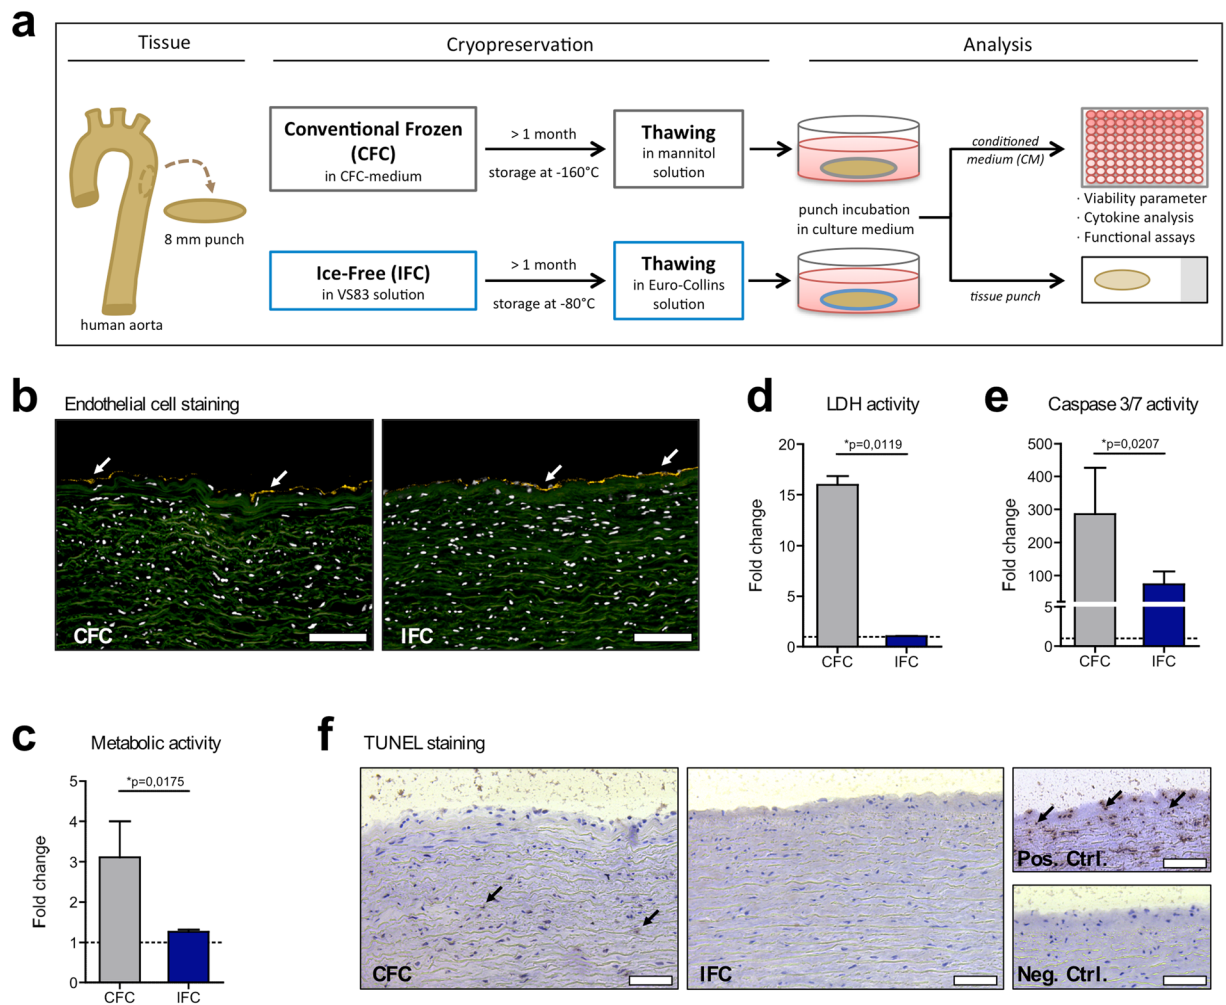 a
Tissue
Cryopreservation
Analysis
human aorta
8 mm punch
Conventional Frozen
(CFC)
in CFC-medium
> 1 month
storage at -160°C
Thawing
in mannitol
solution
Ice-Free (IFC)
in VS83 solution
> 1 month
storage at -80°C
Thawing
in Euro-Collins
solution
punch incubation
in culture medium
conditioned
medium (CM)
tissue punch
· Viability parameter
· Cytokine analysis
· Functional assays
b
Endothelial cell staining
CFC
IFC
d
LDH activity
*p=0,0119
Fold change
20
15
10
5
0
CFC
IFC
e
Caspase 3/7 activity
*p=0,0207
Fold change
500
400
300
200
100
5
0
CFC
IFC
c
Metabolic activity
*p=0,0175
Fold change
5
4
3
2
1
0
CFC
IFC
f
TUNEL staining
CFC
IFC
Pos. Ctrl.
Neg. Ctrl.